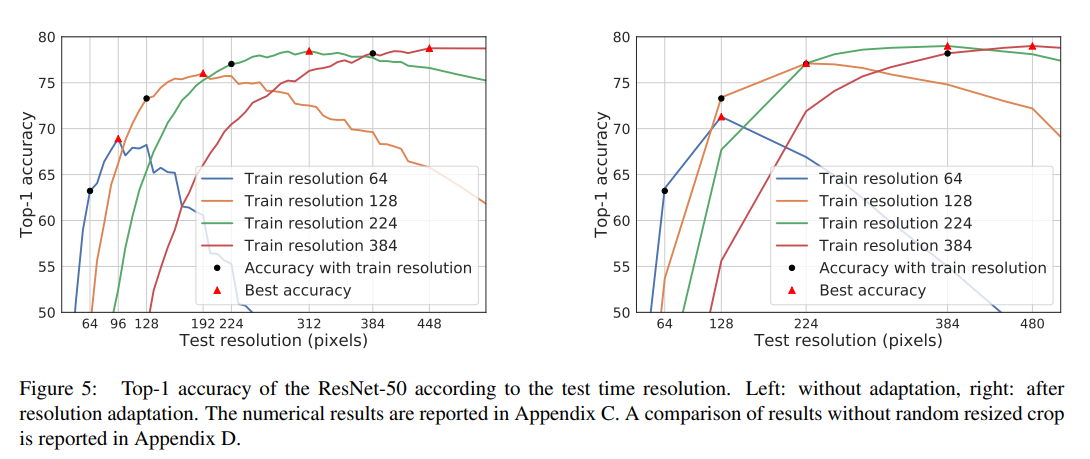 80
75
70
65
60
55
50
Top-1 accuracy
64 96 128 192 224 312 384 448
Test resolution (pixels)
Train resolution 64
Train resolution 128
Train resolution 224
Train resolution 384
Accuracy with train resolution
Best accuracy
80
75
70
65
60
55
50
Top-1 accuracy
64 128 224 384 480
Test resolution (pixels)
Train resolution 64
Train resolution 128
Train resolution 224
Train resolution 384
Accuracy with train resolution
Best accuracy
Figure 5: Top-1 accuracy of the ResNet-50 according to the test time resolution. Left: without adaptation, right: after
resolution adaptation. The numerical results are reported in Appendix C. A comparison of results without random resized crop
is reported in Appendix D.